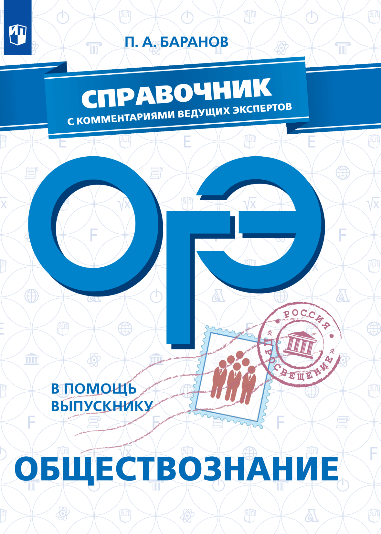 П. А. БАРАНОВ
СПРАВОЧНИК
С КОММЕНТАРИЯМИ ВЕДУЩИХ ЭКСПЕРТОВ
ОГЭ
РОССИЯ
«ПРОСВЕЩЕНИЕ»
В ПОМОЩЬ
ВЫПУСКНИКУ
ОБЩЕСТВОЗНАНИЕ